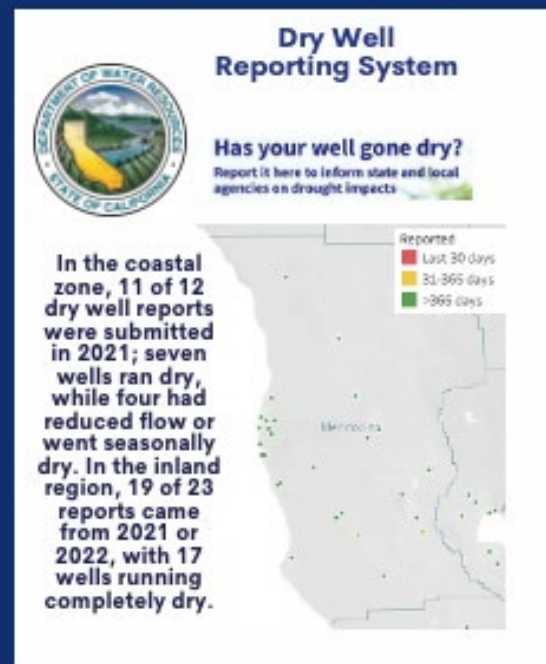 Dry Well
Reporting System
DEPARTMENT OF WATER RESOURCES
STATE OF CALIFORNIA
Has your well gone dry?
Report it here to inform state and local
agencies on drought impacts
In the coastal
zone, 11 of 12
dry well reports
were submitted
in 2021; seven
wells ran dry,
while four had
reduced flow or
went seasonally
dry. In the inland
region, 19 of 23
reports came
from 2021 or
2022, with 17
wells running
completely dry.
Reported
Last 30 days
31-365 days
>365 days
Mendocino